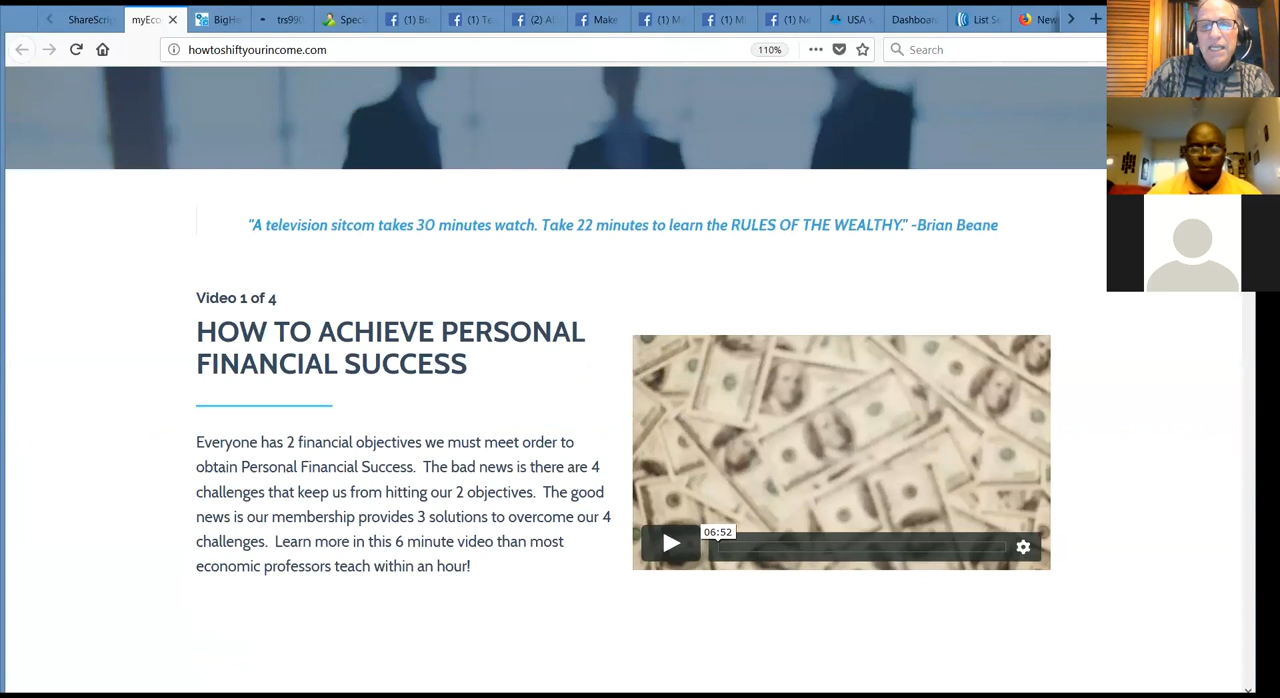 ShareScri myEco BigHa trs990 Speci (1) Be (1) Te (2) Al Make (1) M (1) M (1) N USA s Dashboar List Se New
howtoshiftyourincome.com 110% Search
"A television sitcom takes 30 minutes watch. Take 22 minutes to learn the RULES OF THE WEALTHY." -Brian Beane
Video 1 of 4
HOW TO ACHIEVE PERSONAL
FINANCIAL SUCCESS
Everyone has 2 financial objectives we must meet order to
obtain Personal Financial Success. The bad news is there are 4
challenges that keep us from hitting our 2 objectives. The good
news is our membership provides 3 solutions to overcome our 4
challenges. Learn more in this 6 minute video than most
economic professors teach within an hour!
06:52